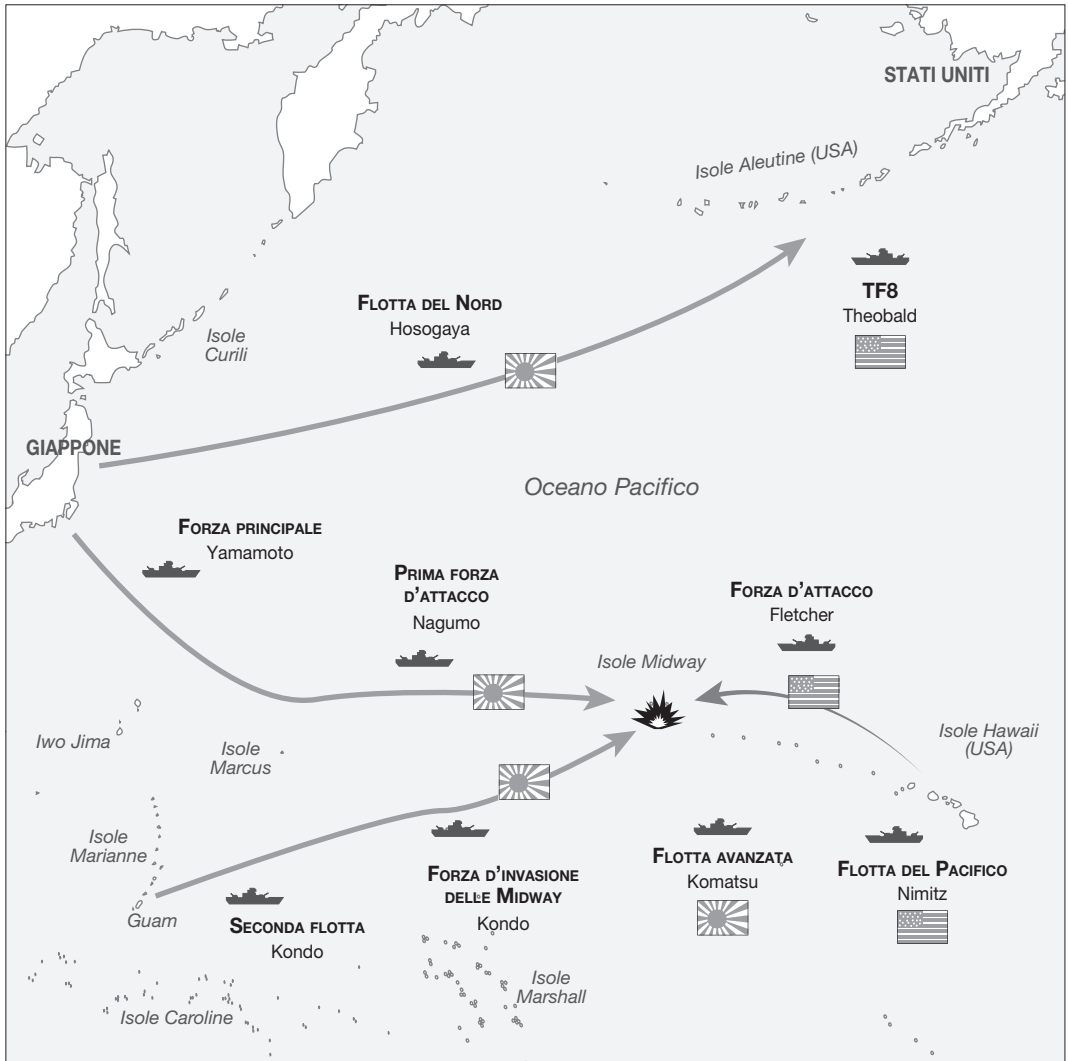 STATI UNITI
Isole Aleutine (USA)
TF8
Theobald
FLOTTA DEL NORD
Hosogaya
Isole
Curili
GIAPPONE
Oceano Pacifico
FORZA PRINCIPALE
Yamamoto
PRIMA FORZA
D'ATTACCO
Nagumo
FORZA D'ATTACCO
Fletcher
Isole Midway
Isole Hawaii
(USA)
Iwo Jima
Isole
Marcus
Isole
Marianne
Guam
SECONDA FLOTTA
Kondo
FORZA D'INVASIONE
DELLE MIDWAY
Kondo
FLOTTA AVANZATA
Komatsu
FLOTTA DEL PACIFICO
Nimitz
Isole
Marshall
Isole Caroline